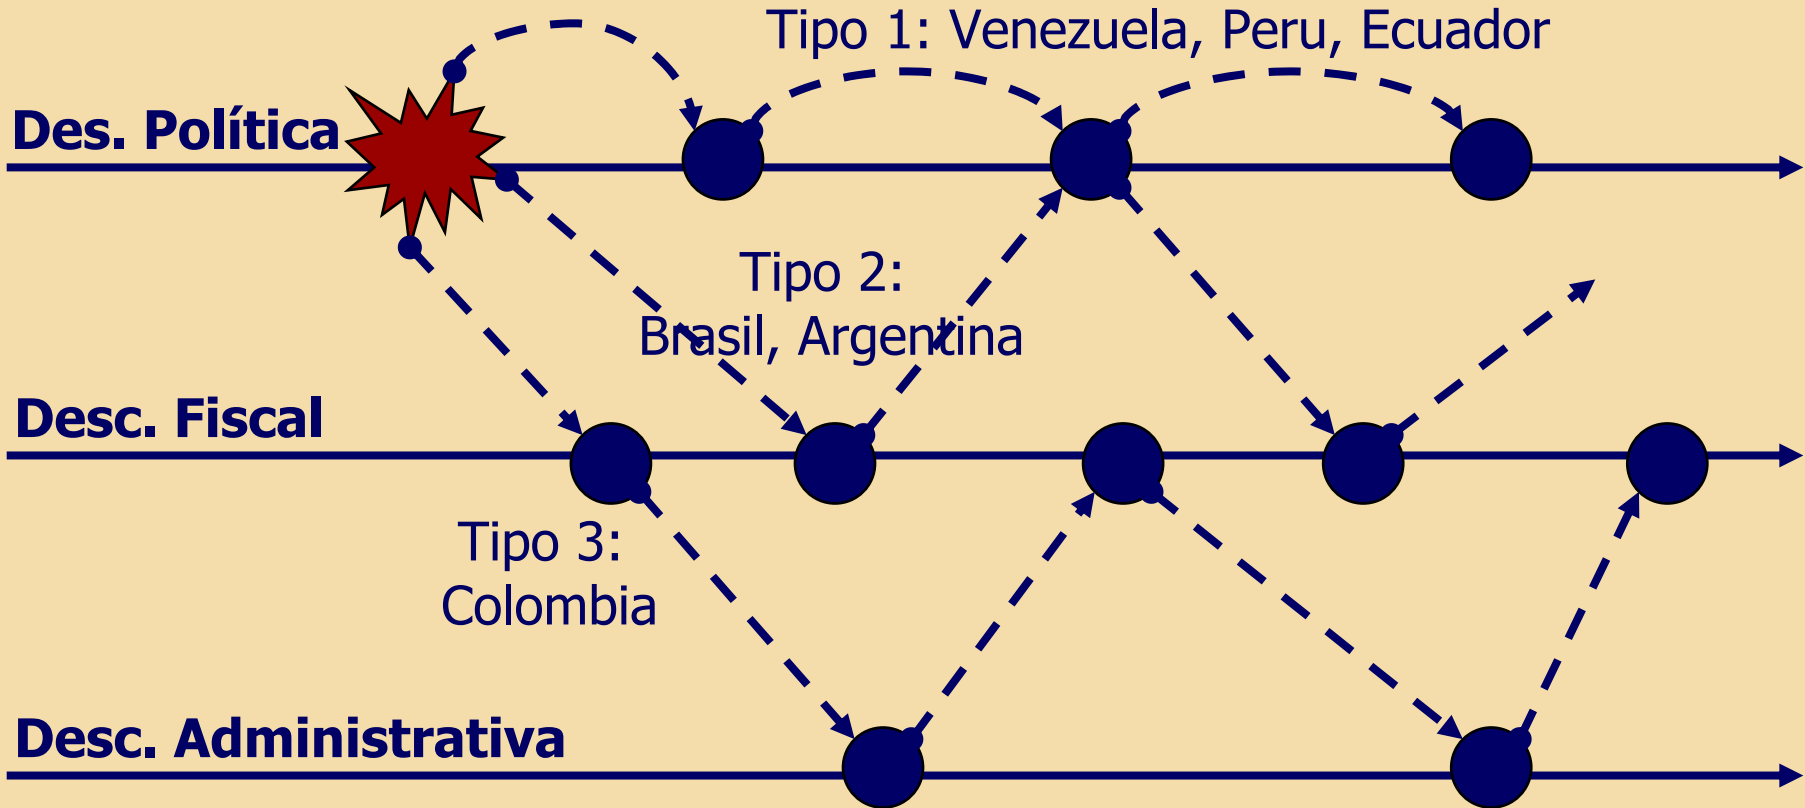 Tipo 1: Venezuela, Peru, Ecuador
Des. Política
Tipo 2:
Brasil, Argentina
Desc. Fiscal
Tipo 3:
Colombia
Desc. Administrativa